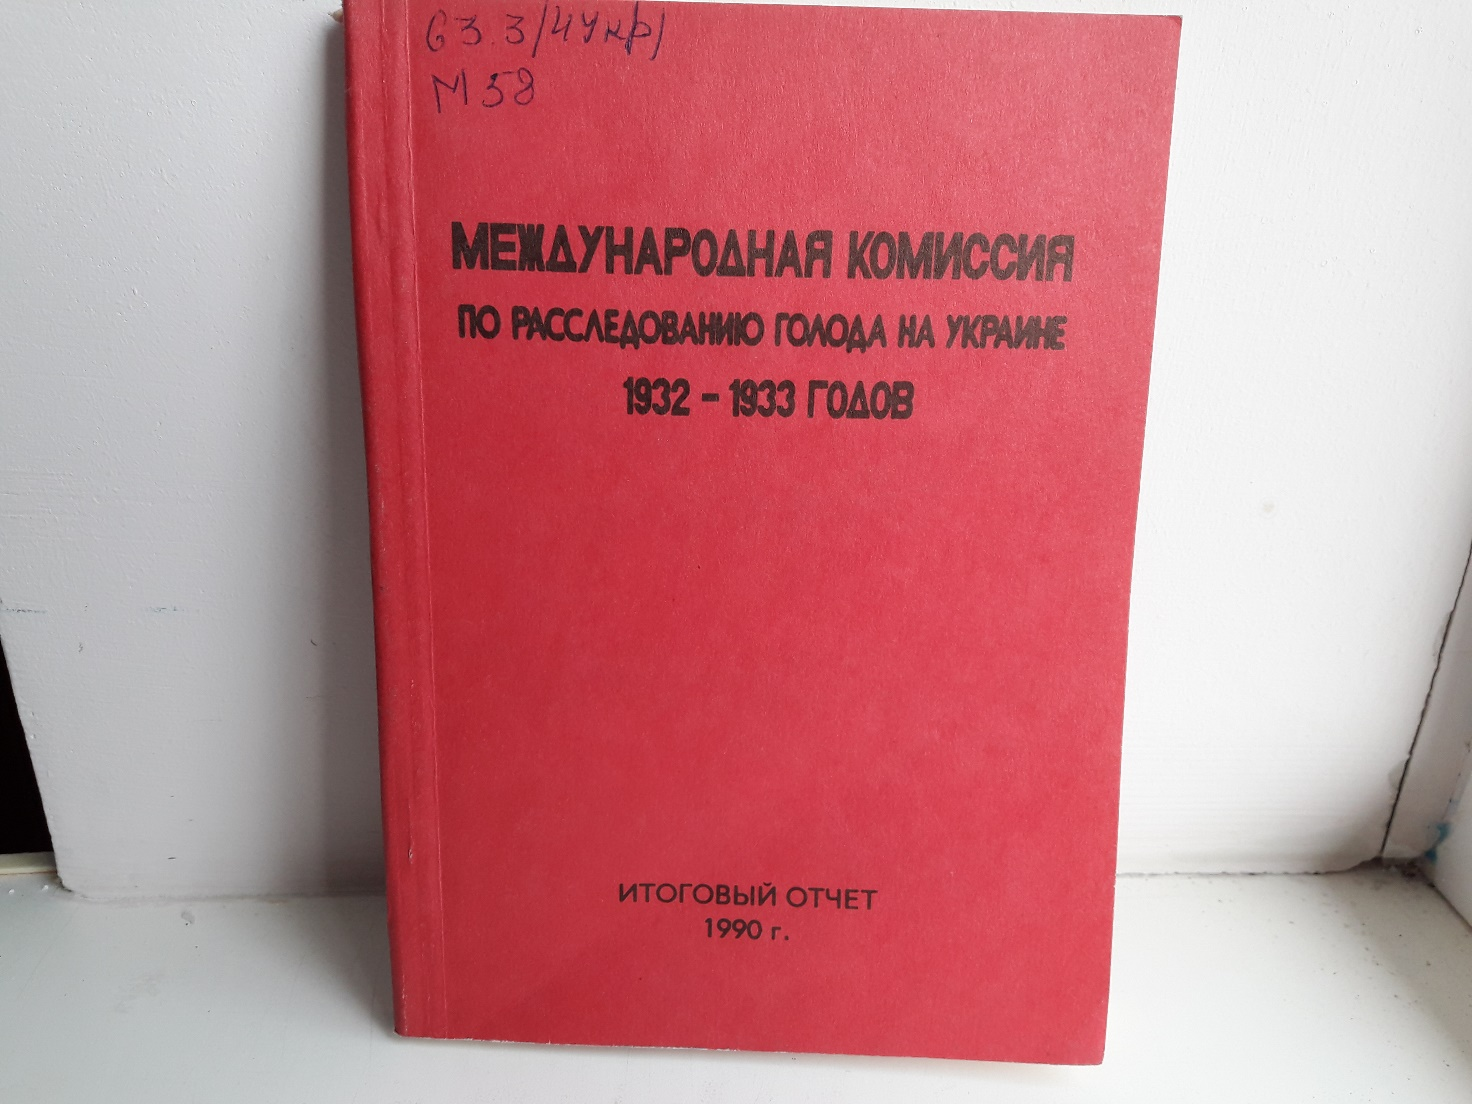 63.3/4Укр/
М58
МЕЖДУНАРОДНАЯ КОМИССИЯ
ПО РАССЛЕДОВАНИЮ ГОЛОДА НА УКРАИНЕ
1932 - 1933 ГОДОВ
ИТОГОВЫЙ ОТЧЕТ
1990 г.